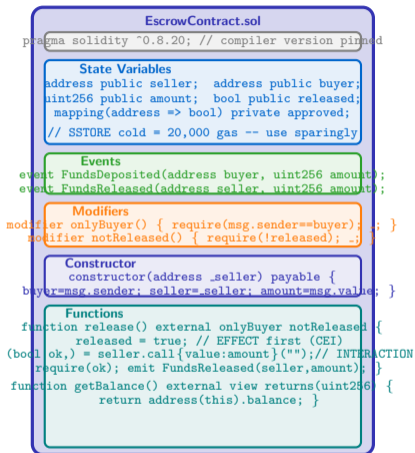 EscrowContract.sol
pragma solidity ^0.8.20; // compiler version pinned
State Variables
address public seller; address public buyer;
uint256 public amount; bool public released;
mapping(address => bool) private approved;
// SSTORE cold = 20,000 gas -- use sparingly
Events
event FundsDeposited(address buyer, uint256 amount);
event FundsReleased(address seller, uint256 amount);
Modifiers
modifier onlyBuyer() { require(msg.sender==buyer); _; }
modifier notReleased() { require(!released); _; }
Constructor
constructor(address _seller) payable {
buyer=msg.sender; seller=_seller; amount=msg.value; }
Functions
function release() external onlyBuyer notReleased {
released = true; // EFFECT first (CEI)
(bool ok,) = seller.call{value:amount}("");// INTERACTION
require(ok); emit FundsReleased(seller,amount); }
function getBalance() external view returns(uint256) {
return address(this).balance; }